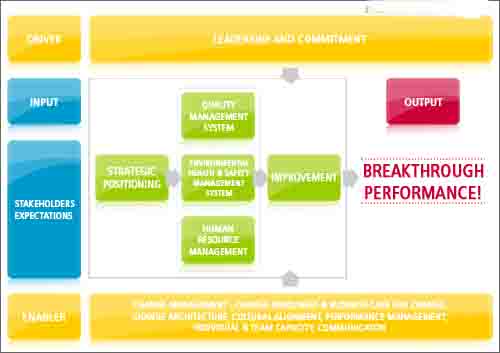 DRIVER
LEADERSHIP AND COMMITMENT
INPUT
QUALITY
MANAGEMENT
SYSTEM
OUTPUT
STAKEHOLDERS
EXPECTATIONS
STRATEGIC
POSITIONING
ENVIRONMENTAL
HEALTH & SAFETY
MANAGEMENT
SYSTEM
IMPROVEMENT
BREAKTHROUGH
PERFORMANCE!
HUMAN
RESOURCE
MANAGEMENT
ENABLER
CHANGE MANAGEMENT - CHANGE READINESS & BUSINESS CASE FOR CHANGE,
CHANGE ARCHITECTURE, CULTURAL ALIGNMENT, PERFORMANCE MANAGEMENT,
INDIVIDUAL & TEAM CAPACITY, COMMUNICATION